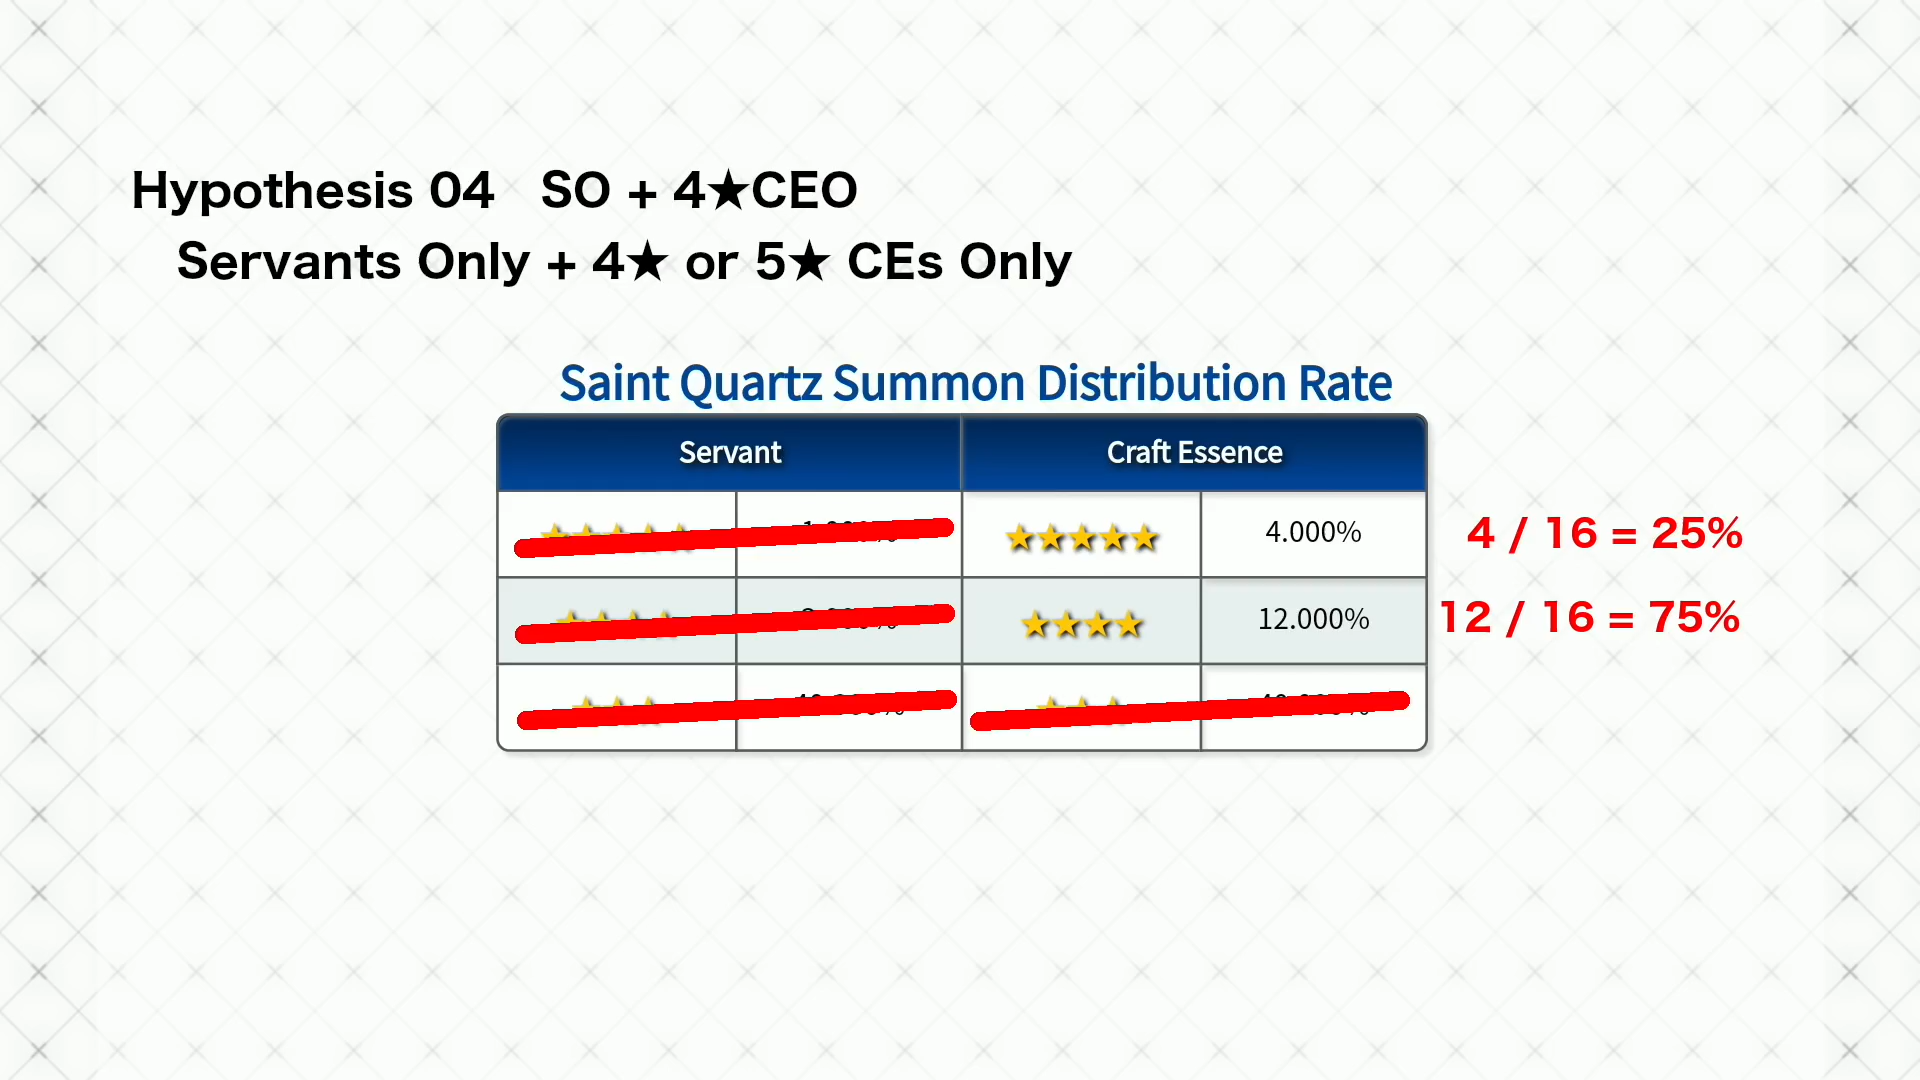 Hypothesis 04 SO + 4★CEO
Servants Only + 4★ or 5★ CEs Only
Saint Quartz Summon Distribution Rate
Servant Craft Essence
★★★★★ 4.000% 4 / 16 = 25%
★★★★ 12.000% 12 / 16 = 75%